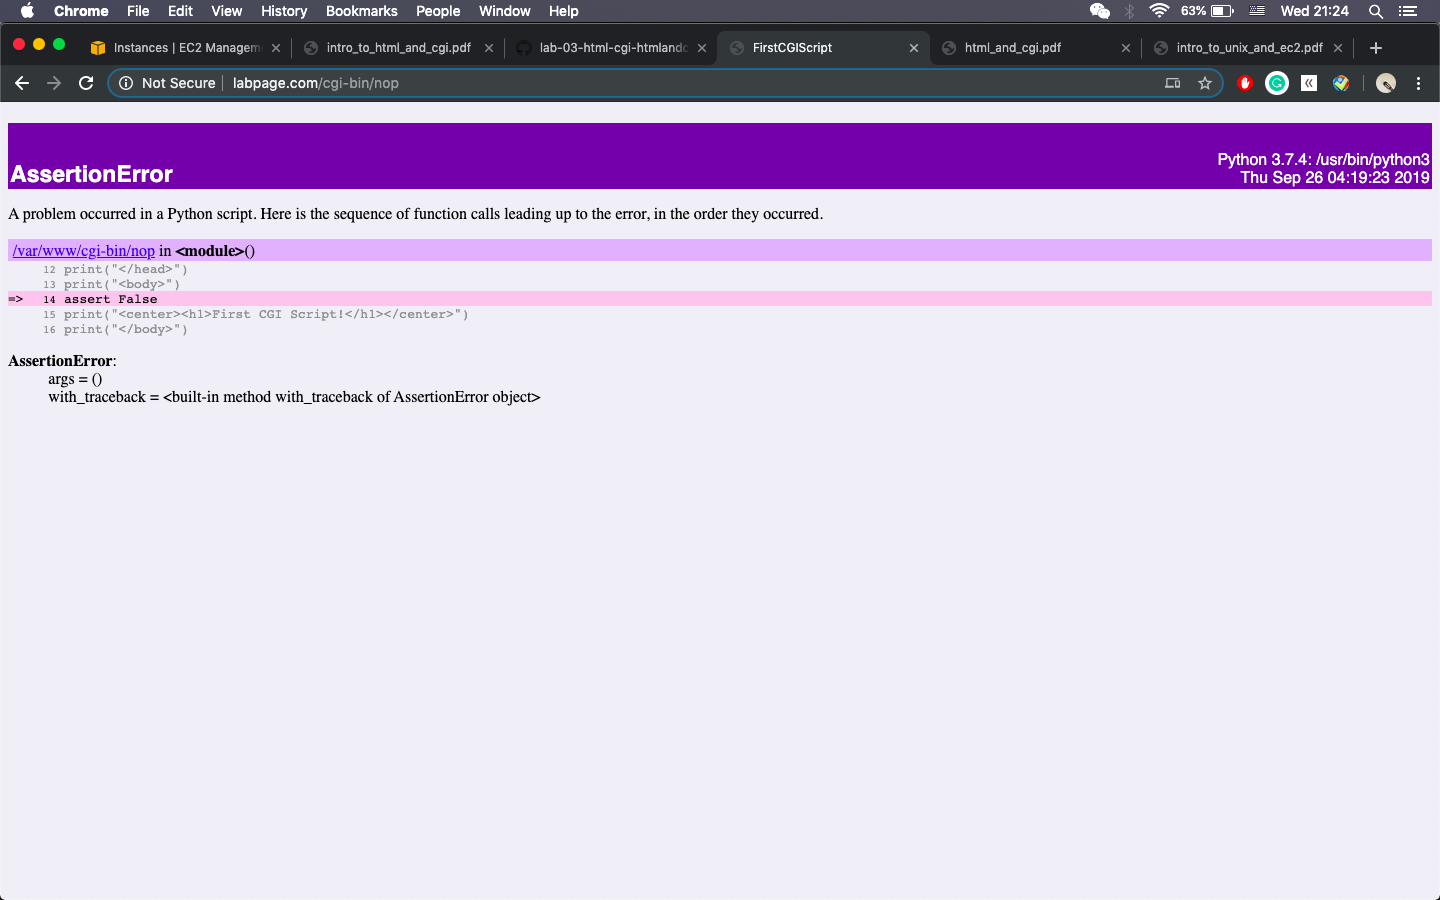 Chrome File Edit View History Bookmarks People Window Help 63% Wed 21:24
Instances | EC2 Managem intro_to_html_and_cgi.pdf lab-03-html-cgi-htmlandc FirstCGIScript html_and_cgi.pdf intro_to_unix_and_ec2.pdf
Not Secure labpage.com/cgi-bin/nop
Python 3.7.4: /usr/bin/python3
AssertionError Thu Sep 26 04:19:23 2019
A problem occurred in a Python script. Here is the sequence of function calls leading up to the error, in the order they occurred.
/var/www/cgi-bin/nop in <module>()
12 print("</head>")
13 print("<body>")
=> 14 assert False
15 print("<center><h1>First CGI Script!</h1></center>")
16 print("</body>")
AssertionError:
args = ()
with_traceback = <built-in method with_traceback of AssertionError object>